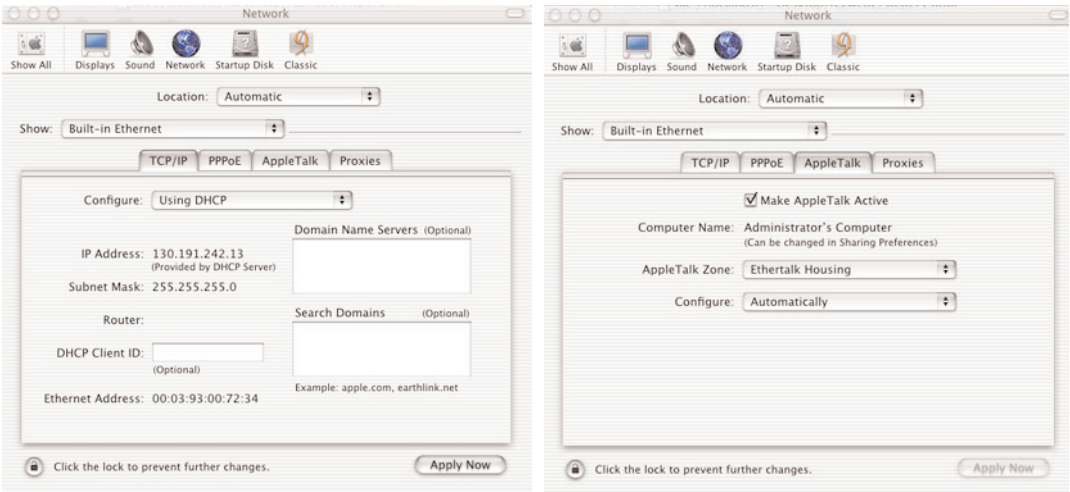 Network
Show All Displays Sound Network Startup Disk Classic
Location: Automatic
Show: Built-in Ethernet
TCP/IP PPPoE AppleTalk Proxies
Configure: Using DHCP
Domain Name Servers (Optional)
IP Address: 130.191.242.13
(Provided by DHCP Server)
Subnet Mask: 255.255.255.0
Search Domains (Optional)
Router:
DHCP Client ID:
(Optional)
Example: apple.com, earthlink.net
Ethernet Address: 00:03:93:00:72:34
Click the lock to prevent further changes.
Apply Now
Network
Show All Displays Sound Network Startup Disk Classic
Location: Automatic
Show: Built-in Ethernet
TCP/IP PPPoE AppleTalk Proxies
Make AppleTalk Active
Computer Name: Administrator's Computer
(Can be changed in Sharing Preferences)
AppleTalk Zone: Ethertalk Housing
Configure: Automatically
Click the lock to prevent further changes.
Apply Now